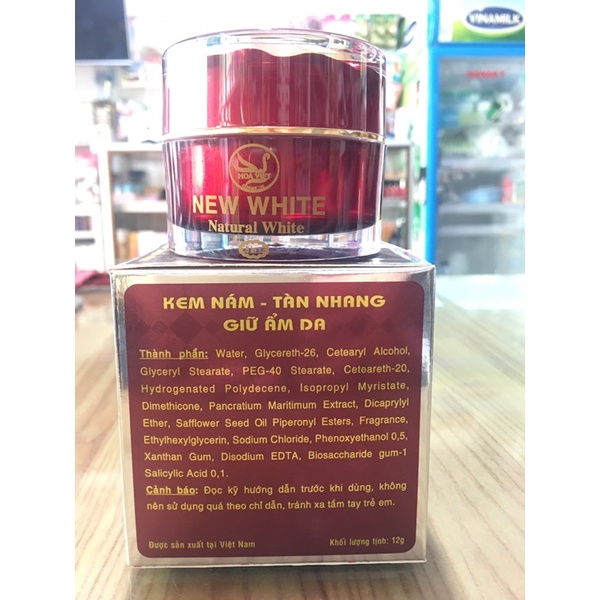 VINAMILK
HOA VIỆT
NEW WHITE
Natural White
KEM NÁM - TÀN NHANG
GIỮ ẨM DA
Thành phần: Water, Glycereth-26, Cetearyl Alcohol,
Glyceryl Stearate, PEG-40 Stearate, Ceteareth-20,
Hydrogenated Polydecene, Isopropyl Myristate,
Dimethicone, Pancratium Maritimum Extract, Dicaprylyl
Ether, Safflower Seed Oil Piperonyl Esters, Fragrance,
Ethylhexylglycerin, Sodium Chloride, Phenoxyethanol 0,5,
Xanthan Gum, Disodium EDTA, Biosaccharide gum-1
Salicylic Acid 0,1.
Cảnh báo: Đọc kỹ hướng dẫn trước khi dùng, không
nên sử dụng quá theo chỉ dẫn, tránh xa tầm tay trẻ em.
Được sản xuất tại Việt Nam Khối lượng tịnh: 12g